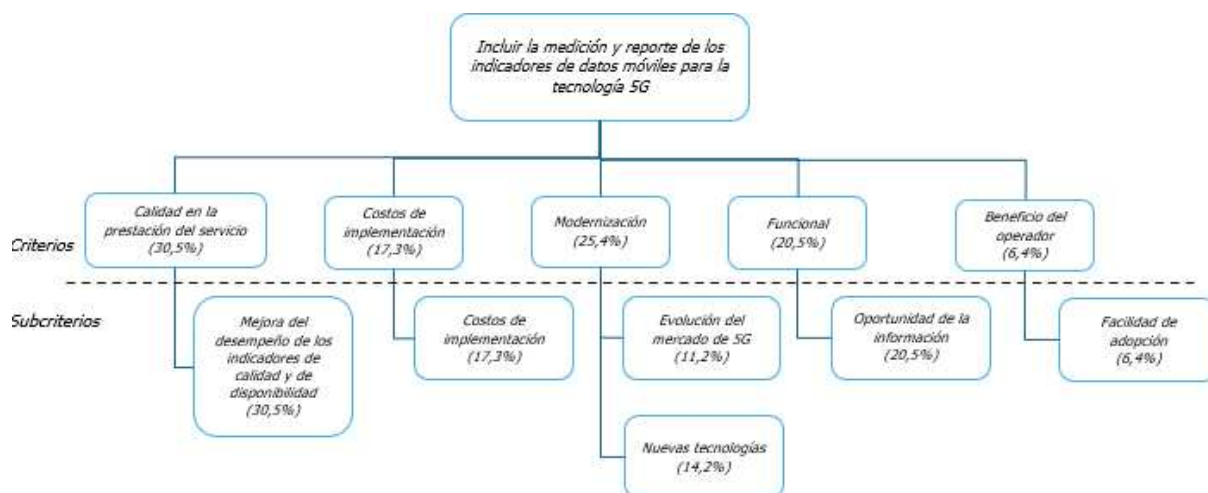 Incluir la medición y reporte de los
indicadores de datos móviles para la
tecnología 5G
Criterios
Calidad en la
prestación del servicio
(30,5%)
Costos de
implementación
(17,3%)
Modernización
(25,4%)
Funcional
(20,5%)
Beneficio del
operador
(6,4%)
Subcriterios
Mejora del
desempeño de los
indicadores de
calidad y de
disponibilidad
(30,5%)
Costos de
implementación
(17,3%)
Evolución del
mercado de 5G
(11,2%)
Nuevas tecnologías
(14,2%)
Oportunidad de la
información
(20,5%)
Facilidad de
adopción
(6,4%)